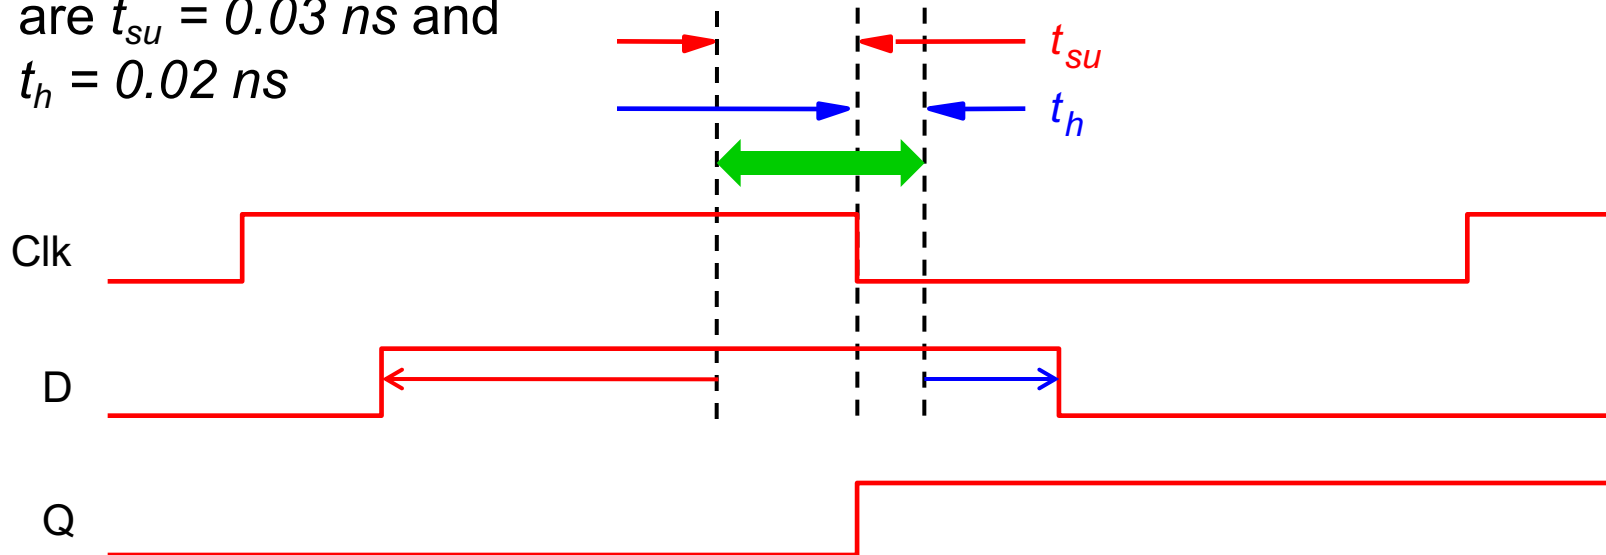 are tsu = 0.03 ns and
th = 0.02 ns
tsu
th
Clk
D
Q